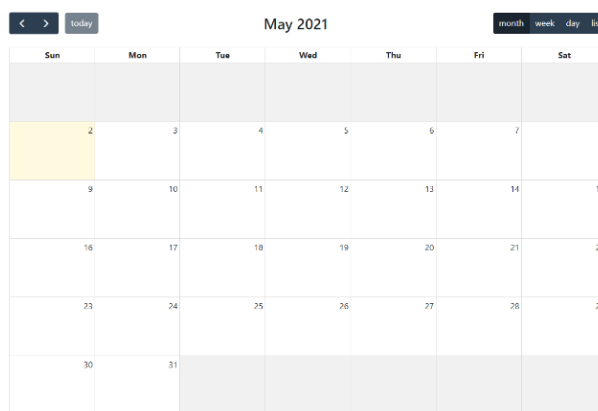 today
May 2021
month week day lis
Sun Mon Tue Wed Thu Fri Sat
2 3 4 5 6 7
9 10 11 12 13 14
16 17 18 19 20 21
23 24 25 26 27 28
30 31